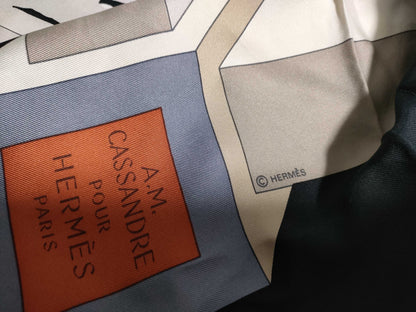 A.M.
CASSANDRE
POUR
HERMÈS
PARIS
© HERMÈS